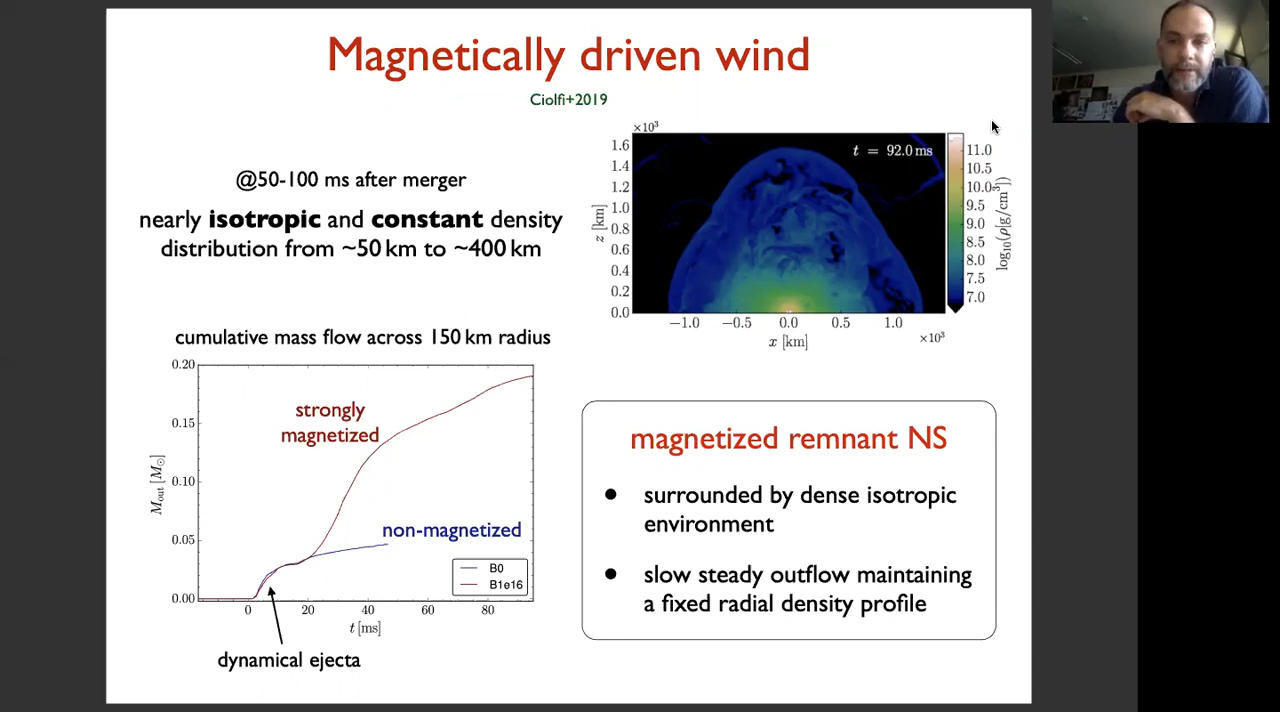 Magnetically driven wind
Ciolfi+2019
@50-100 ms after merger
nearly isotropic and constant density
distribution from ~50 km to ~400 km
×10³
1.6
1.4
1.2
1.0
0.8
0.6
0.4
0.2
0.0
z [km]
t = 92.0 ms
−1.0 −0.5 0.0 0.5 1.0
x [km]
×10³
11.0
10.5
10.0
9.5
9.0
8.5
8.0
7.5
7.0
log₁₀(ρ[g/cm³])
cumulative mass flow across 150 km radius
0.20
0.15
0.10
0.05
0.00
M_out [M_⊙]
strongly
magnetized
non-magnetized
B0
B1e16
0 20 40 60 80
t [ms]
dynamical ejecta
magnetized remnant NS
● surrounded by dense isotropic
environment
● slow steady outflow maintaining
a fixed radial density profile